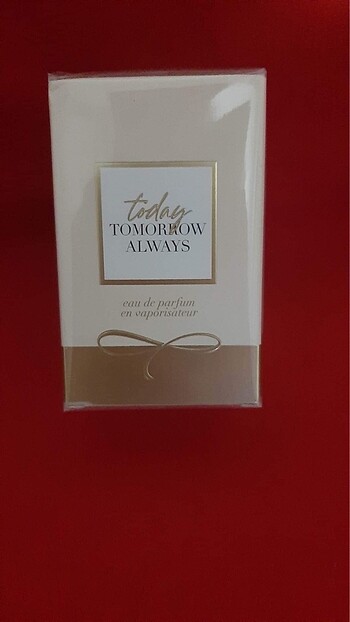 today
TOMORROW
ALWAYS
eau de parfum
en vaporisateur